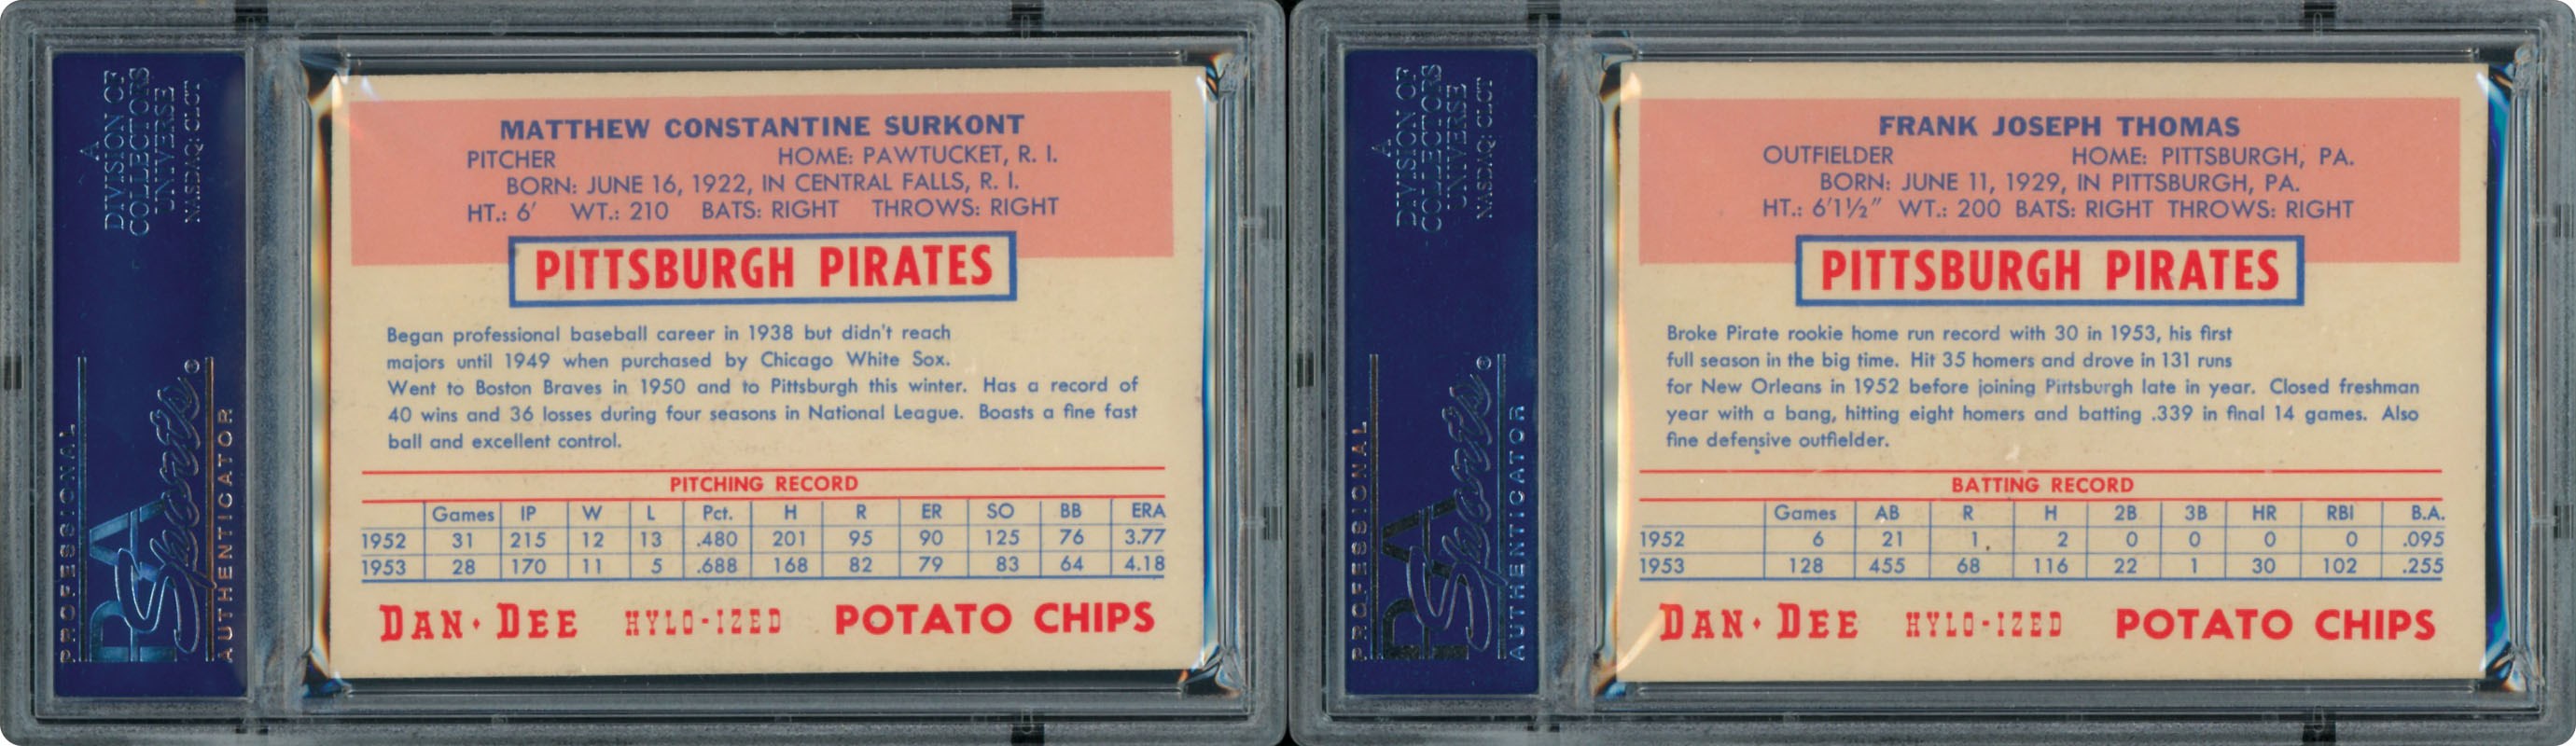 A
DIVISION OF
COLLECTORS
UNIVERSE
NASDAQ: CLCT
PROFESSIONAL
PSA
Sports®
AUTHENTICATOR
MATTHEW CONSTANTINE SURKONT
PITCHER HOME: PAWTUCKET, R. I.
BORN: JUNE 16, 1922, IN CENTRAL FALLS, R. I.
HT.: 6' WT.: 210 BATS: RIGHT THROWS: RIGHT
PITTSBURGH PIRATES
Began professional baseball career in 1938 but didn't reach
majors until 1949 when purchased by Chicago White Sox.
Went to Boston Braves in 1950 and to Pittsburgh this winter. Has a record of
40 wins and 36 losses during four seasons in National League. Boasts a fine fast
ball and excellent control.
PITCHING RECORD
Games IP W L Pct. H R ER SO BB ERA
1952 31 215 12 13 .480 201 95 90 125 76 3.77
1953 28 170 11 5 .688 168 82 79 83 64 4.18
DAN·DEE HYLO-IZED POTATO CHIPS
A
DIVISION OF
COLLECTORS
UNIVERSE
NASDAQ: CLCT
PROFESSIONAL
PSA
Sports®
AUTHENTICATOR
FRANK JOSEPH THOMAS
OUTFIELDER HOME: PITTSBURGH, PA.
BORN: JUNE 11, 1929, IN PITTSBURGH, PA.
HT.: 6'1½" WT.: 200 BATS: RIGHT THROWS: RIGHT
PITTSBURGH PIRATES
Broke Pirate rookie home run record with 30 in 1953, his first
full season in the big time. Hit 35 homers and drove in 131 runs
for New Orleans in 1952 before joining Pittsburgh late in year. Closed freshman
year with a bang, hitting eight homers and batting .339 in final 14 games. Also
fine defensive outfielder.
BATTING RECORD
Games AB R H 2B 3B HR RBI B.A.
1952 6 21 1 2 0 0 0 0 .095
1953 128 455 68 116 22 1 30 102 .255
DAN·DEE HYLO-IZED POTATO CHIPS